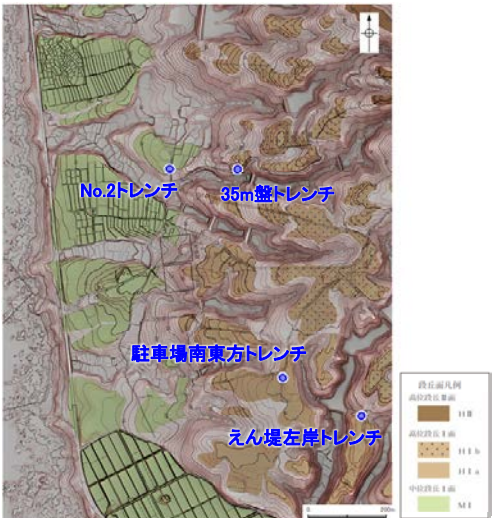 No.2トレンチ
35m盤トレンチ
駐車場南東方トレンチ
えん堤左岸トレンチ
0 200m
段丘面凡例
高位段丘Ⅱ面
HⅡ
高位段丘Ⅰ面
HⅠb
HⅠa
中位段丘Ⅰ面
MⅠ